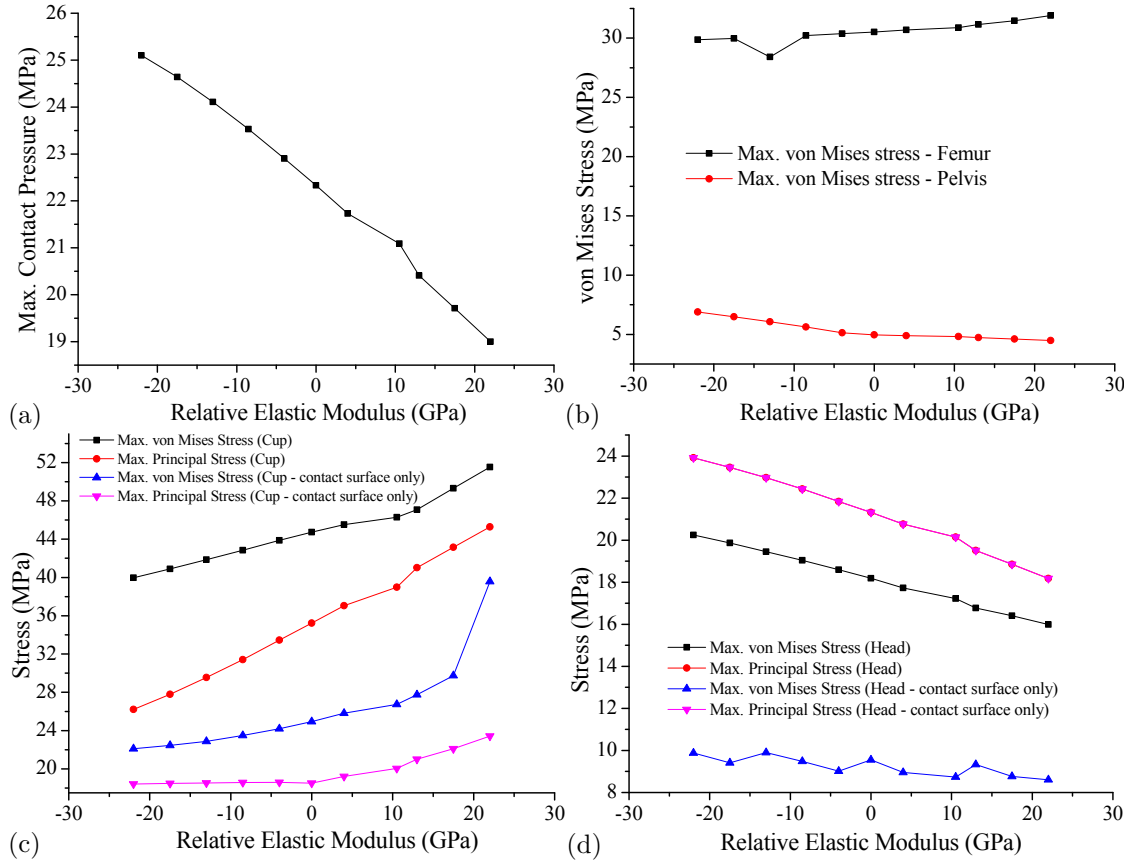 26
25
24
23
22
21
20
19
Max. Contact Pressure (MPa)
-30 -20 -10 0 10 20 30
Relative Elastic Modulus (GPa)
(a)
30
25
20
15
10
5
von Mises Stress (MPa)
Max. von Mises stress - Femur
Max. von Mises stress - Pelvis
-30 -20 -10 0 10 20 30
Relative Elastic Modulus (GPa)
(b)
Max. von Mises Stress (Cup)
Max. Principal Stress (Cup)
Max. von Mises Stress (Cup - contact surface only)
Max. Principal Stress (Cup - contact surface only)
52
48
44
40
36
32
28
24
20
Stress (MPa)
-30 -20 -10 0 10 20 30
Relative Elastic Modulus (GPa)
(c)
24
22
20
18
16
14
12
10
8
Stress (MPa)
Max. von Mises Stress (Head)
Max. Principal Stress (Head)
Max. von Mises Stress (Head - contact surface only)
Max. Principal Stress (Head - contact surface only)
-30 -20 -10 0 10 20 30
Relative Elastic Modulus (GPa)
(d)